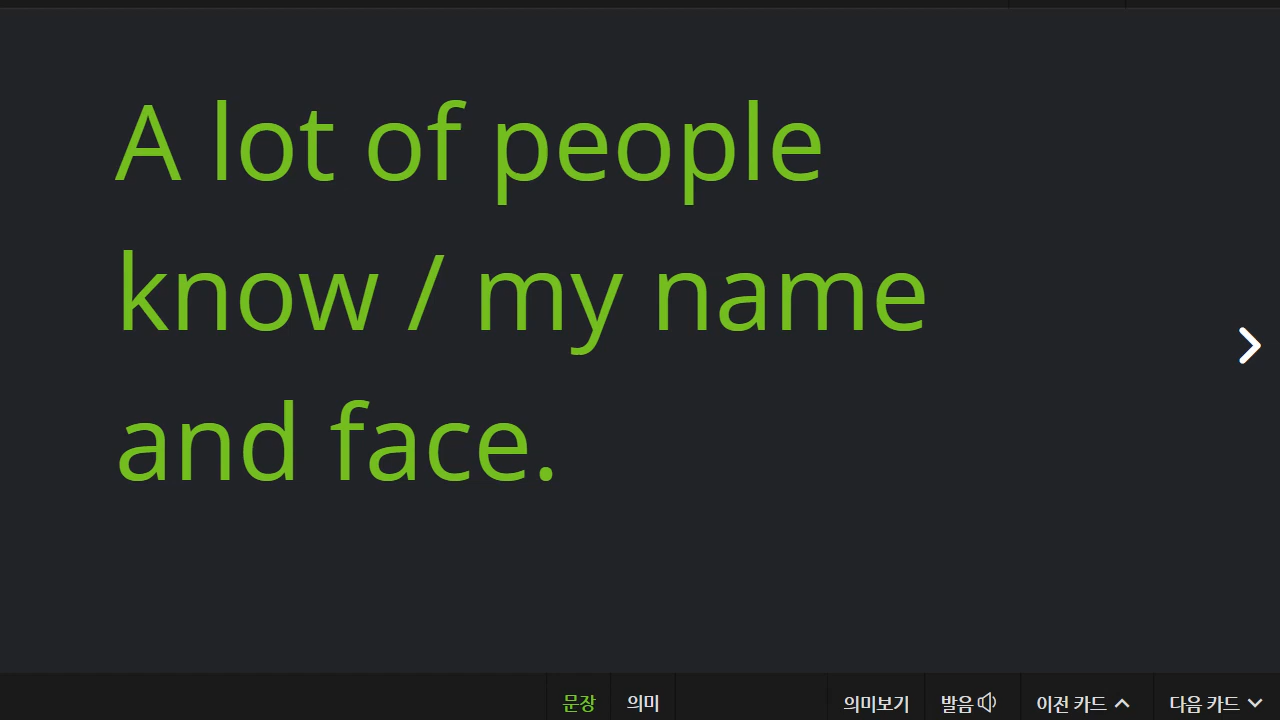 A lot of people
know / my name
and face.
문장 의미 의미보기 발음 이전 카드 다음 카드